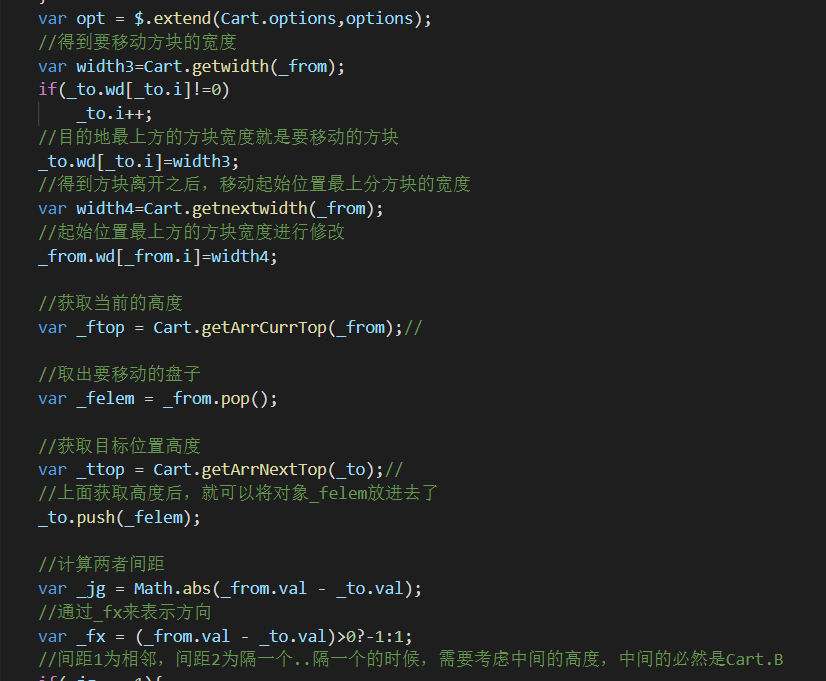 var opt = $.extend(Cart.options,options);
//得到要移动方块的宽度
var width3=Cart.getwidth(_from);
if(_to.wd[_to.i]!=0)
_to.i++;
//目的地最上方的方块宽度就是要移动的方块
_to.wd[_to.i]=width3;
//得到方块离开之后，移动起始位置最上分方块的宽度
var width4=Cart.getnextwidth(_from);
//起始位置最上方的方块宽度进行修改
_from.wd[_from.i]=width4;
//获取当前的高度
var _ftop = Cart.getArrCurrTop(_from);//
//取出要移动的盘子
var _felem = _from.pop();
//获取目标位置高度
var _ttop = Cart.getArrNextTop(_to);//
//上面获取高度后，就可以将对象_felem放进去了
_to.push(_felem);
//计算两者间距
var _jg = Math.abs(_from.val - _to.val);
//通过_fx来表示方向
var _fx = (_from.val - _to.val)>0?-1:1;
//间距1为相邻，间距2为隔一个..隔一个的时候，需要考虑中间的高度，中间的必然是Cart.B